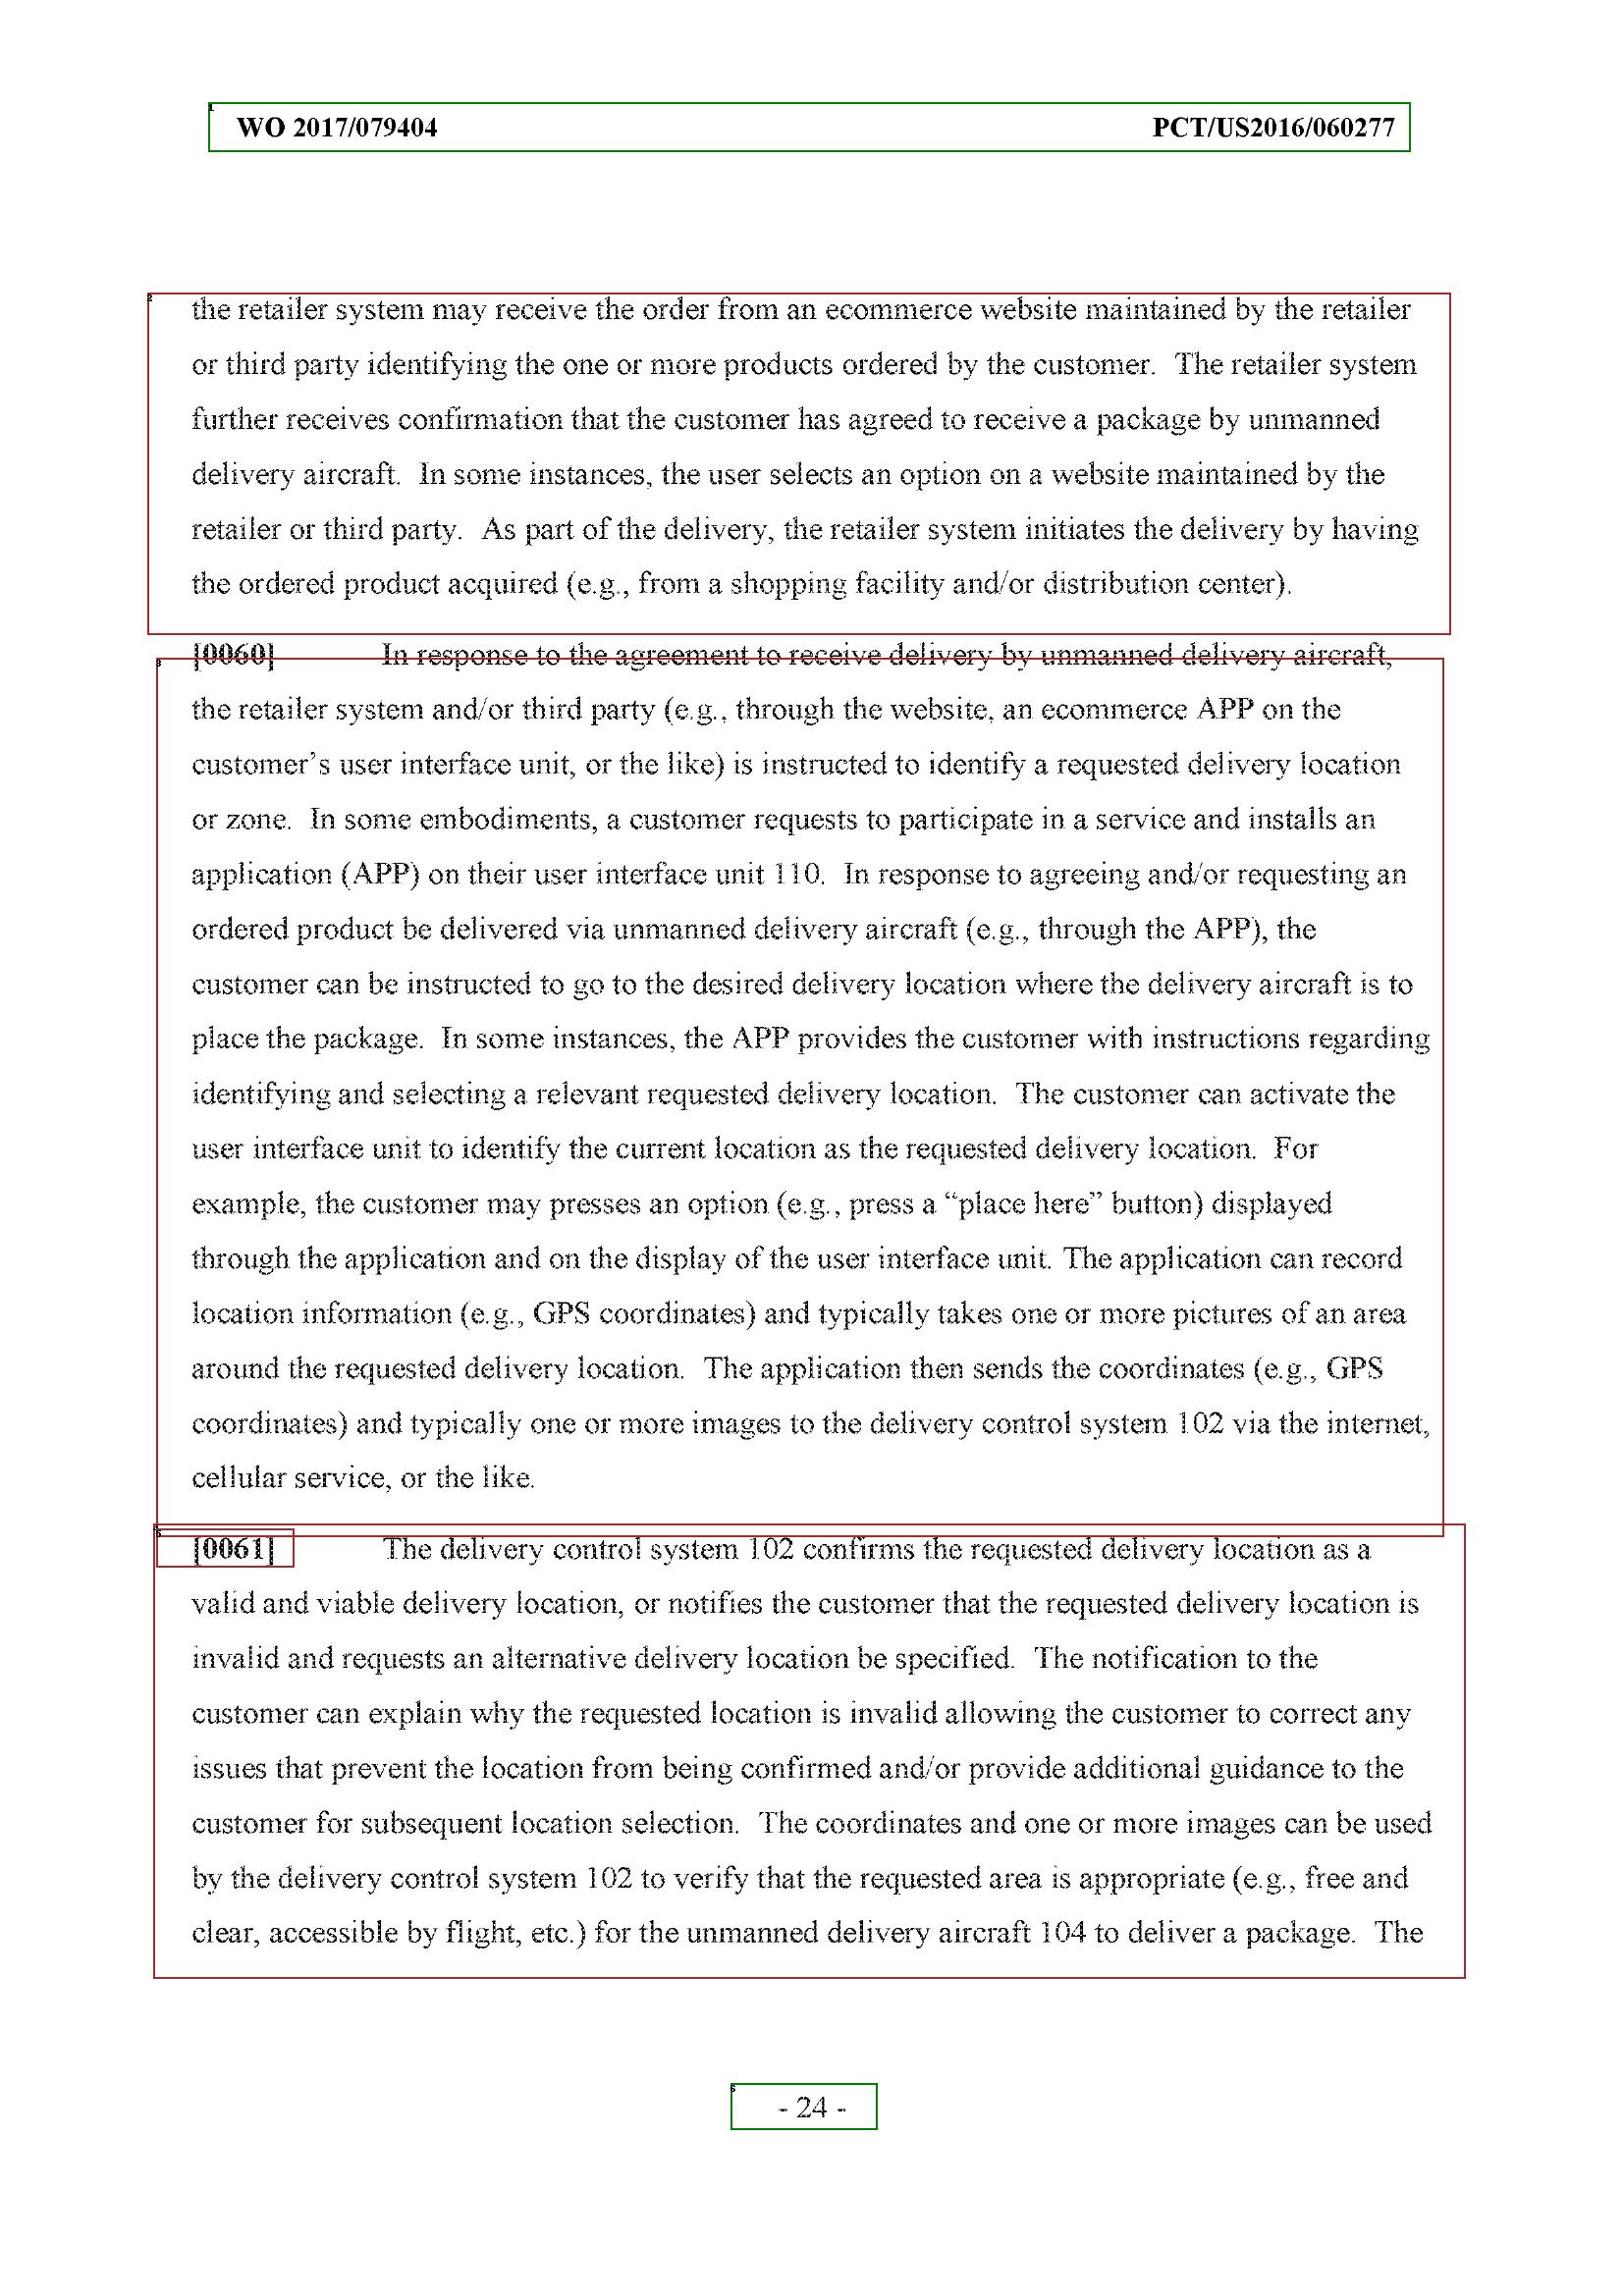 WO 2017/079404 PCT/US2016/060277
the retailer system may receive the order from an ecommerce website maintained by the retailer
or third party identifying the one or more products ordered by the customer.  The retailer system
further receives confirmation that the customer has agreed to receive a package by unmanned
delivery aircraft.  In some instances, the user selects an option on a website maintained by the
retailer or third party.  As part of the delivery, the retailer system initiates the delivery by having
the ordered product acquired (e.g., from a shopping facility and/or distribution center).
[0060] In response to the agreement to receive delivery by unmanned delivery aircraft,
the retailer system and/or third party (e.g., through the website, an ecommerce APP on the
customer’s user interface unit, or the like) is instructed to identify a requested delivery location
or zone.  In some embodiments, a customer requests to participate in a service and installs an
application (APP) on their user interface unit 110.  In response to agreeing and/or requesting an
ordered product be delivered via unmanned delivery aircraft (e.g., through the APP), the
customer can be instructed to go to the desired delivery location where the delivery aircraft is to
place the package.  In some instances, the APP provides the customer with instructions regarding
identifying and selecting a relevant requested delivery location.  The customer can activate the
user interface unit to identify the current location as the requested delivery location.  For
example, the customer may presses an option (e.g., press a “place here” button) displayed
through the application and on the display of the user interface unit. The application can record
location information (e.g., GPS coordinates) and typically takes one or more pictures of an area
around the requested delivery location.  The application then sends the coordinates (e.g., GPS
coordinates) and typically one or more images to the delivery control system 102 via the internet,
cellular service, or the like.
[0061] The delivery control system 102 confirms the requested delivery location as a
valid and viable delivery location, or notifies the customer that the requested delivery location is
invalid and requests an alternative delivery location be specified.  The notification to the
customer can explain why the requested location is invalid allowing the customer to correct any
issues that prevent the location from being confirmed and/or provide additional guidance to the
customer for subsequent location selection.  The coordinates and one or more images can be used
by the delivery control system 102 to verify that the requested area is appropriate (e.g., free and
clear, accessible by flight, etc.) for the unmanned delivery aircraft 104 to deliver a package.  The
- 24 -